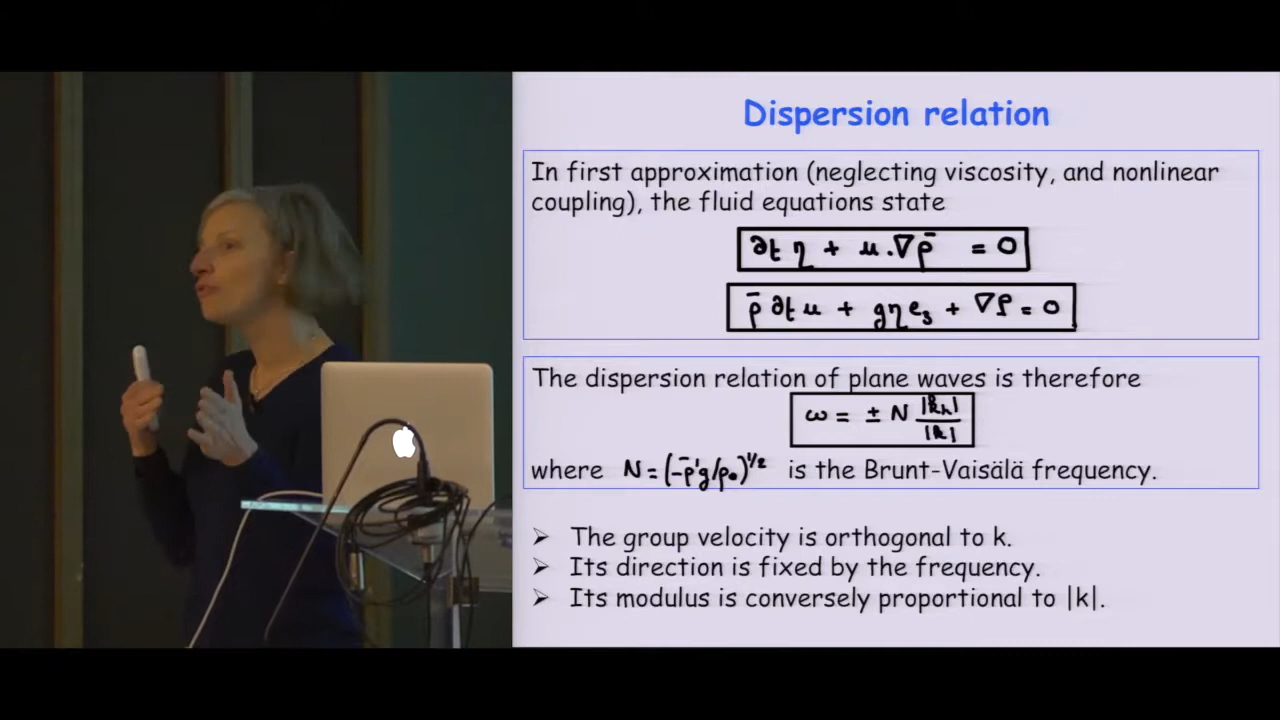 Dispersion relation
In first approximation (neglecting viscosity, and nonlinear
coupling), the fluid equations state
∂t η + u . ∇ρ̄ = 0
ρ̄ ∂t u + gη e₃ + ∇P = 0
The dispersion relation of plane waves is therefore
ω = ± N |kₕ| / |k|
where N = (-ρ̄'g/ρ₀)^1/2 is the Brunt-Vaisälä frequency.
➢ The group velocity is orthogonal to k.
➢ Its direction is fixed by the frequency.
➢ Its modulus is conversely proportional to |k|.